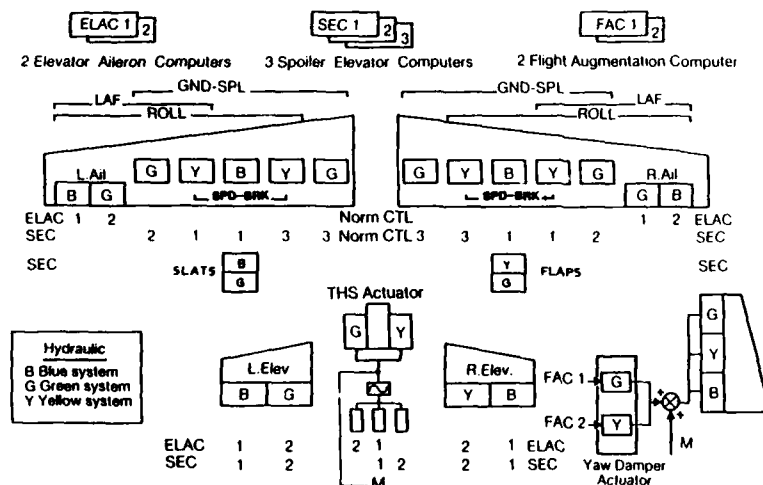 ELAC 1 2 SEC 1 2 3 FAC 1 2
2 Elevator Aileron Computers 3 Spoiler Elevator Computers 2 Flight Augmentation Computer
GND-SPL GND-SPL
LAF LAF
ROLL ROLL
L.Ail G Y B Y G G Y B Y G R.Ail
B G SPD-BRK SPD-BRK G B
ELAC 1 2 Norm CTL 1 2 ELAC
SEC 2 1 1 3 3 Norm CTL 3 3 1 1 2 SEC
SEC SLATS B G Y G FLAPS SEC
THS Actuator
G Y
Hydraulic
B Blue system
G Green system
Y Yellow system
L.Elev
B G
R.Elev.
Y B
FAC 1 G
FAC 2 Y
+ +
M
G
Y
B
ELAC 1 2 2 1 2 1 ELAC
SEC 1 2 1 2 2 1 SEC
M
Yaw Damper
Actuator